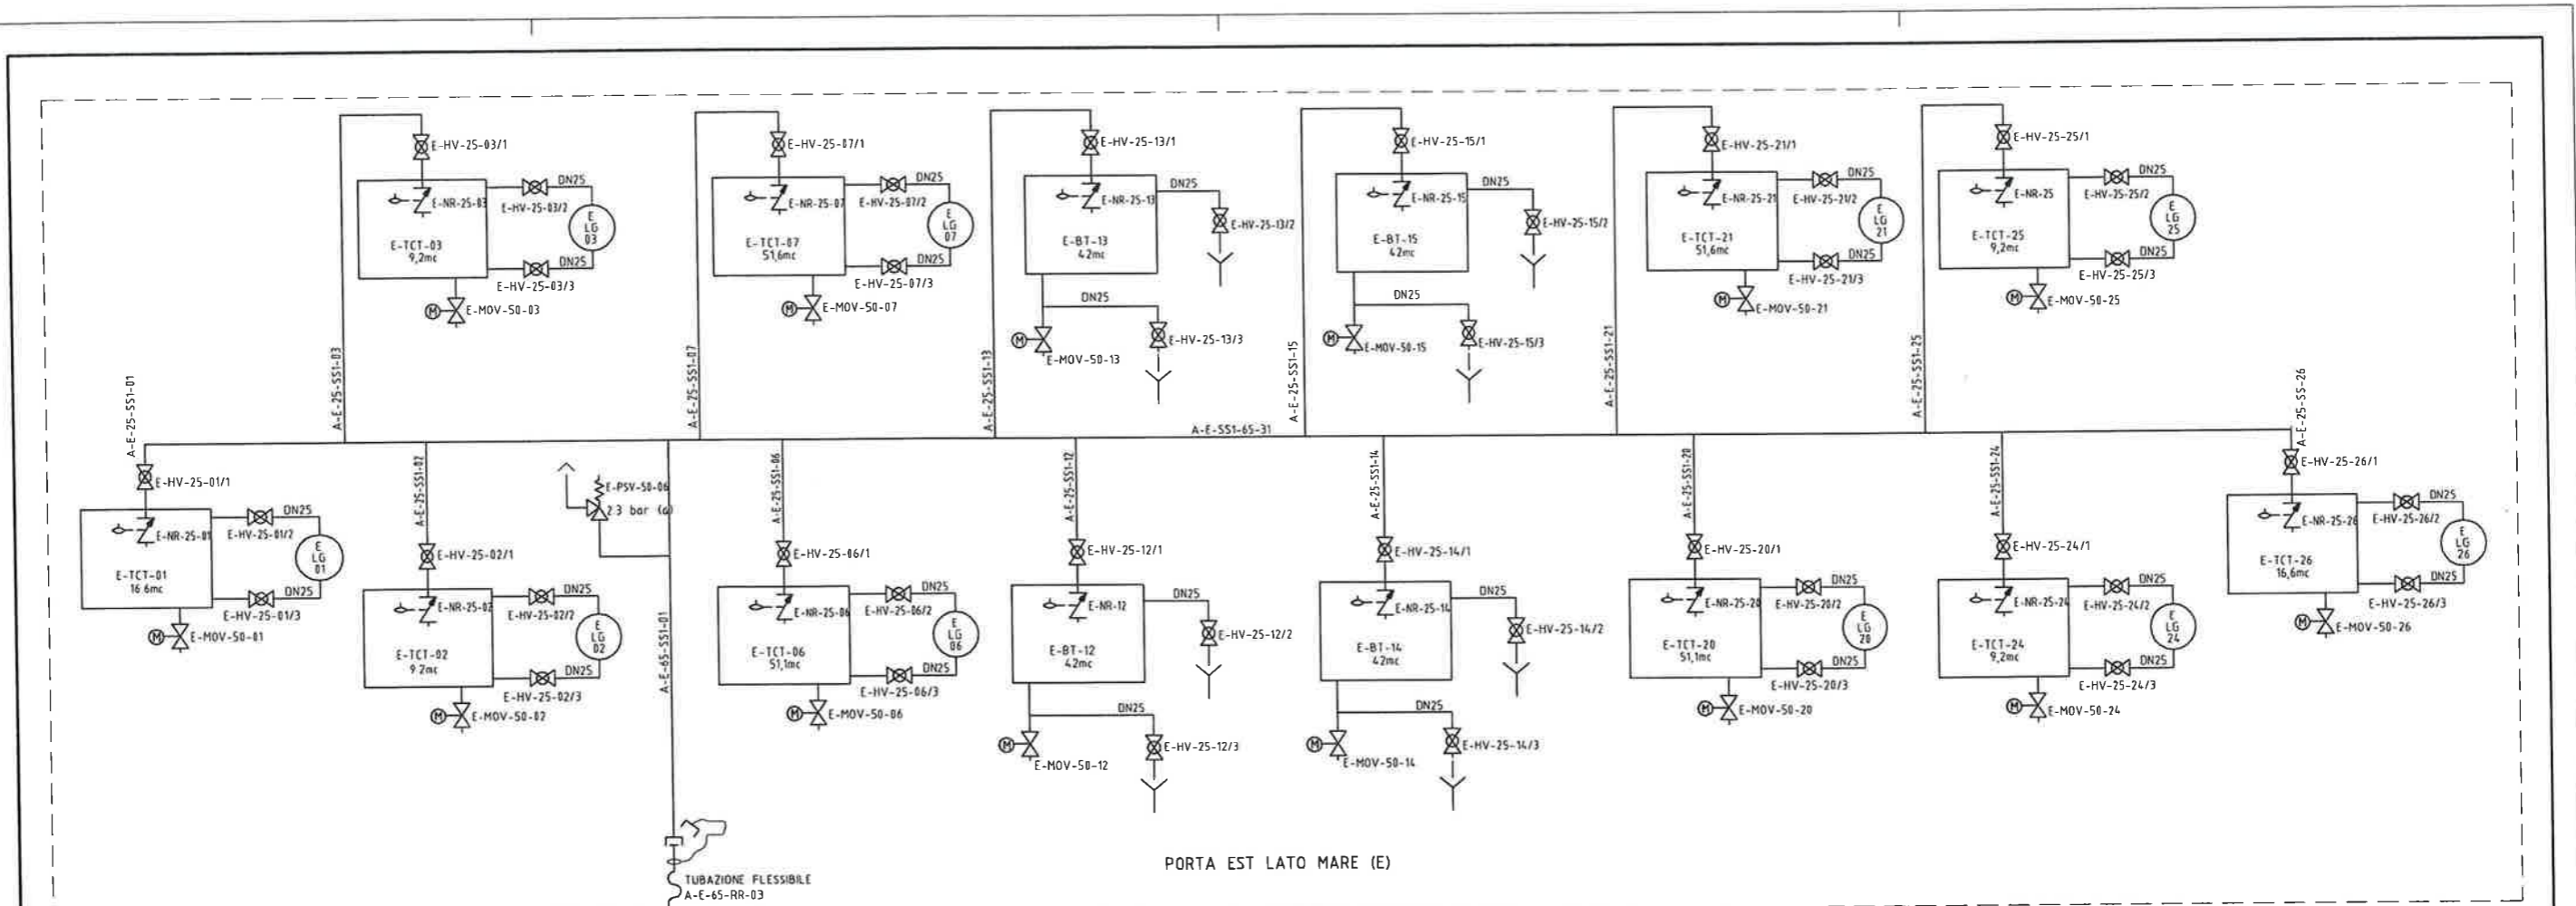 E-HV-25-03/1
DN25
E-NR-25-03
E-HV-25-03/2
E
LG
03
E-TCT-03
9,2mc
DN25
E-HV-25-03/3
M
E-MOV-50-03
A-E-25-SS1-03
E-HV-25-07/1
DN25
E-NR-25-07
E-HV-25-07/2
E
LG
07
E-TCT-07
51,6mc
DN25
E-HV-25-07/3
M
E-MOV-50-07
A-E-25-SS1-07
E-HV-25-13/1
DN25
E-NR-25-13
E-HV-25-13/2
E-BT-13
42mc
DN25
M
E-HV-25-13/3
E-MOV-50-13
A-E-25-SS1-13
E-HV-25-15/1
DN25
E-NR-25-15
E-HV-25-15/2
E-BT-15
42mc
DN25
M
E-HV-25-15/3
E-MOV-50-15
A-E-25-SS1-15
E-HV-25-21/1
DN25
E-NR-25-21
E-HV-25-21/2
E
LG
21
E-TCT-21
51,6mc
DN25
E-HV-25-21/3
M
E-MOV-50-21
A-E-25-SS1-21
E-HV-25-25/1
DN25
E-NR-25
E-HV-25-25/2
E
LG
25
E-TCT-25
9,2mc
DN25
E-HV-25-25/3
M
E-MOV-50-25
A-E-25-SS1-25
A-E-SS1-65-31
A-E-25-SS1-01
E-HV-25-01/1
DN25
E-NR-25-01
E-HV-25-01/2
E
LG
01
E-TCT-01
16 6mc
DN25
E-HV-25-01/3
M
E-MOV-50-01
A-E-25-SS1-02
E-HV-25-02/1
DN25
E-NR-25-02
E-HV-25-02/2
E
LG
02
E-TCT-02
9 2mc
DN25
E-HV-25-02/3
M
E-MOV-50-02
E-PSV-50-06
2.3 bar (a)
A-E-65-SS1-01
A-E-25-SS1-06
E-HV-25-06/1
DN25
E-NR-25-06
E-HV-25-06/2
E
LG
06
E-TCT-06
51,1mc
DN25
E-HV-25-06/3
M
E-MOV-50-06
A-E-25-SS1-12
E-HV-25-12/1
DN25
E-NR-12
E-HV-25-12/2
E-BT-12
42mc
DN25
M
E-HV-25-12/3
E-MOV-50-12
A-E-25-SS1-14
E-HV-25-14/1
DN25
E-NR-25-14
E-HV-25-14/2
E-BT-14
42mc
DN25
M
E-HV-25-14/3
E-MOV-50-14
A-E-25-SS1-20
E-HV-25-20/1
DN25
E-NR-25-20
E-HV-25-20/2
E
LG
20
E-TCT-20
51,1mc
DN25
E-HV-25-20/3
M
E-MOV-50-20
A-E-25-SS1-24
E-HV-25-24/1
DN25
E-NR-25-24
E-HV-25-24/2
E
LG
24
E-TCT-24
9,2mc
DN25
E-HV-25-24/3
M
E-MOV-50-24
A-E-25-SS-26
E-HV-25-26/1
DN25
E-NR-25-26
E-HV-25-26/2
E
LG
26
E-TCT-26
16,6mc
DN25
E-HV-25-26/3
M
E-MOV-50-26
PORTA EST LATO MARE (E)
TUBAZIONE FLESSIBILE
A-E-65-RR-03